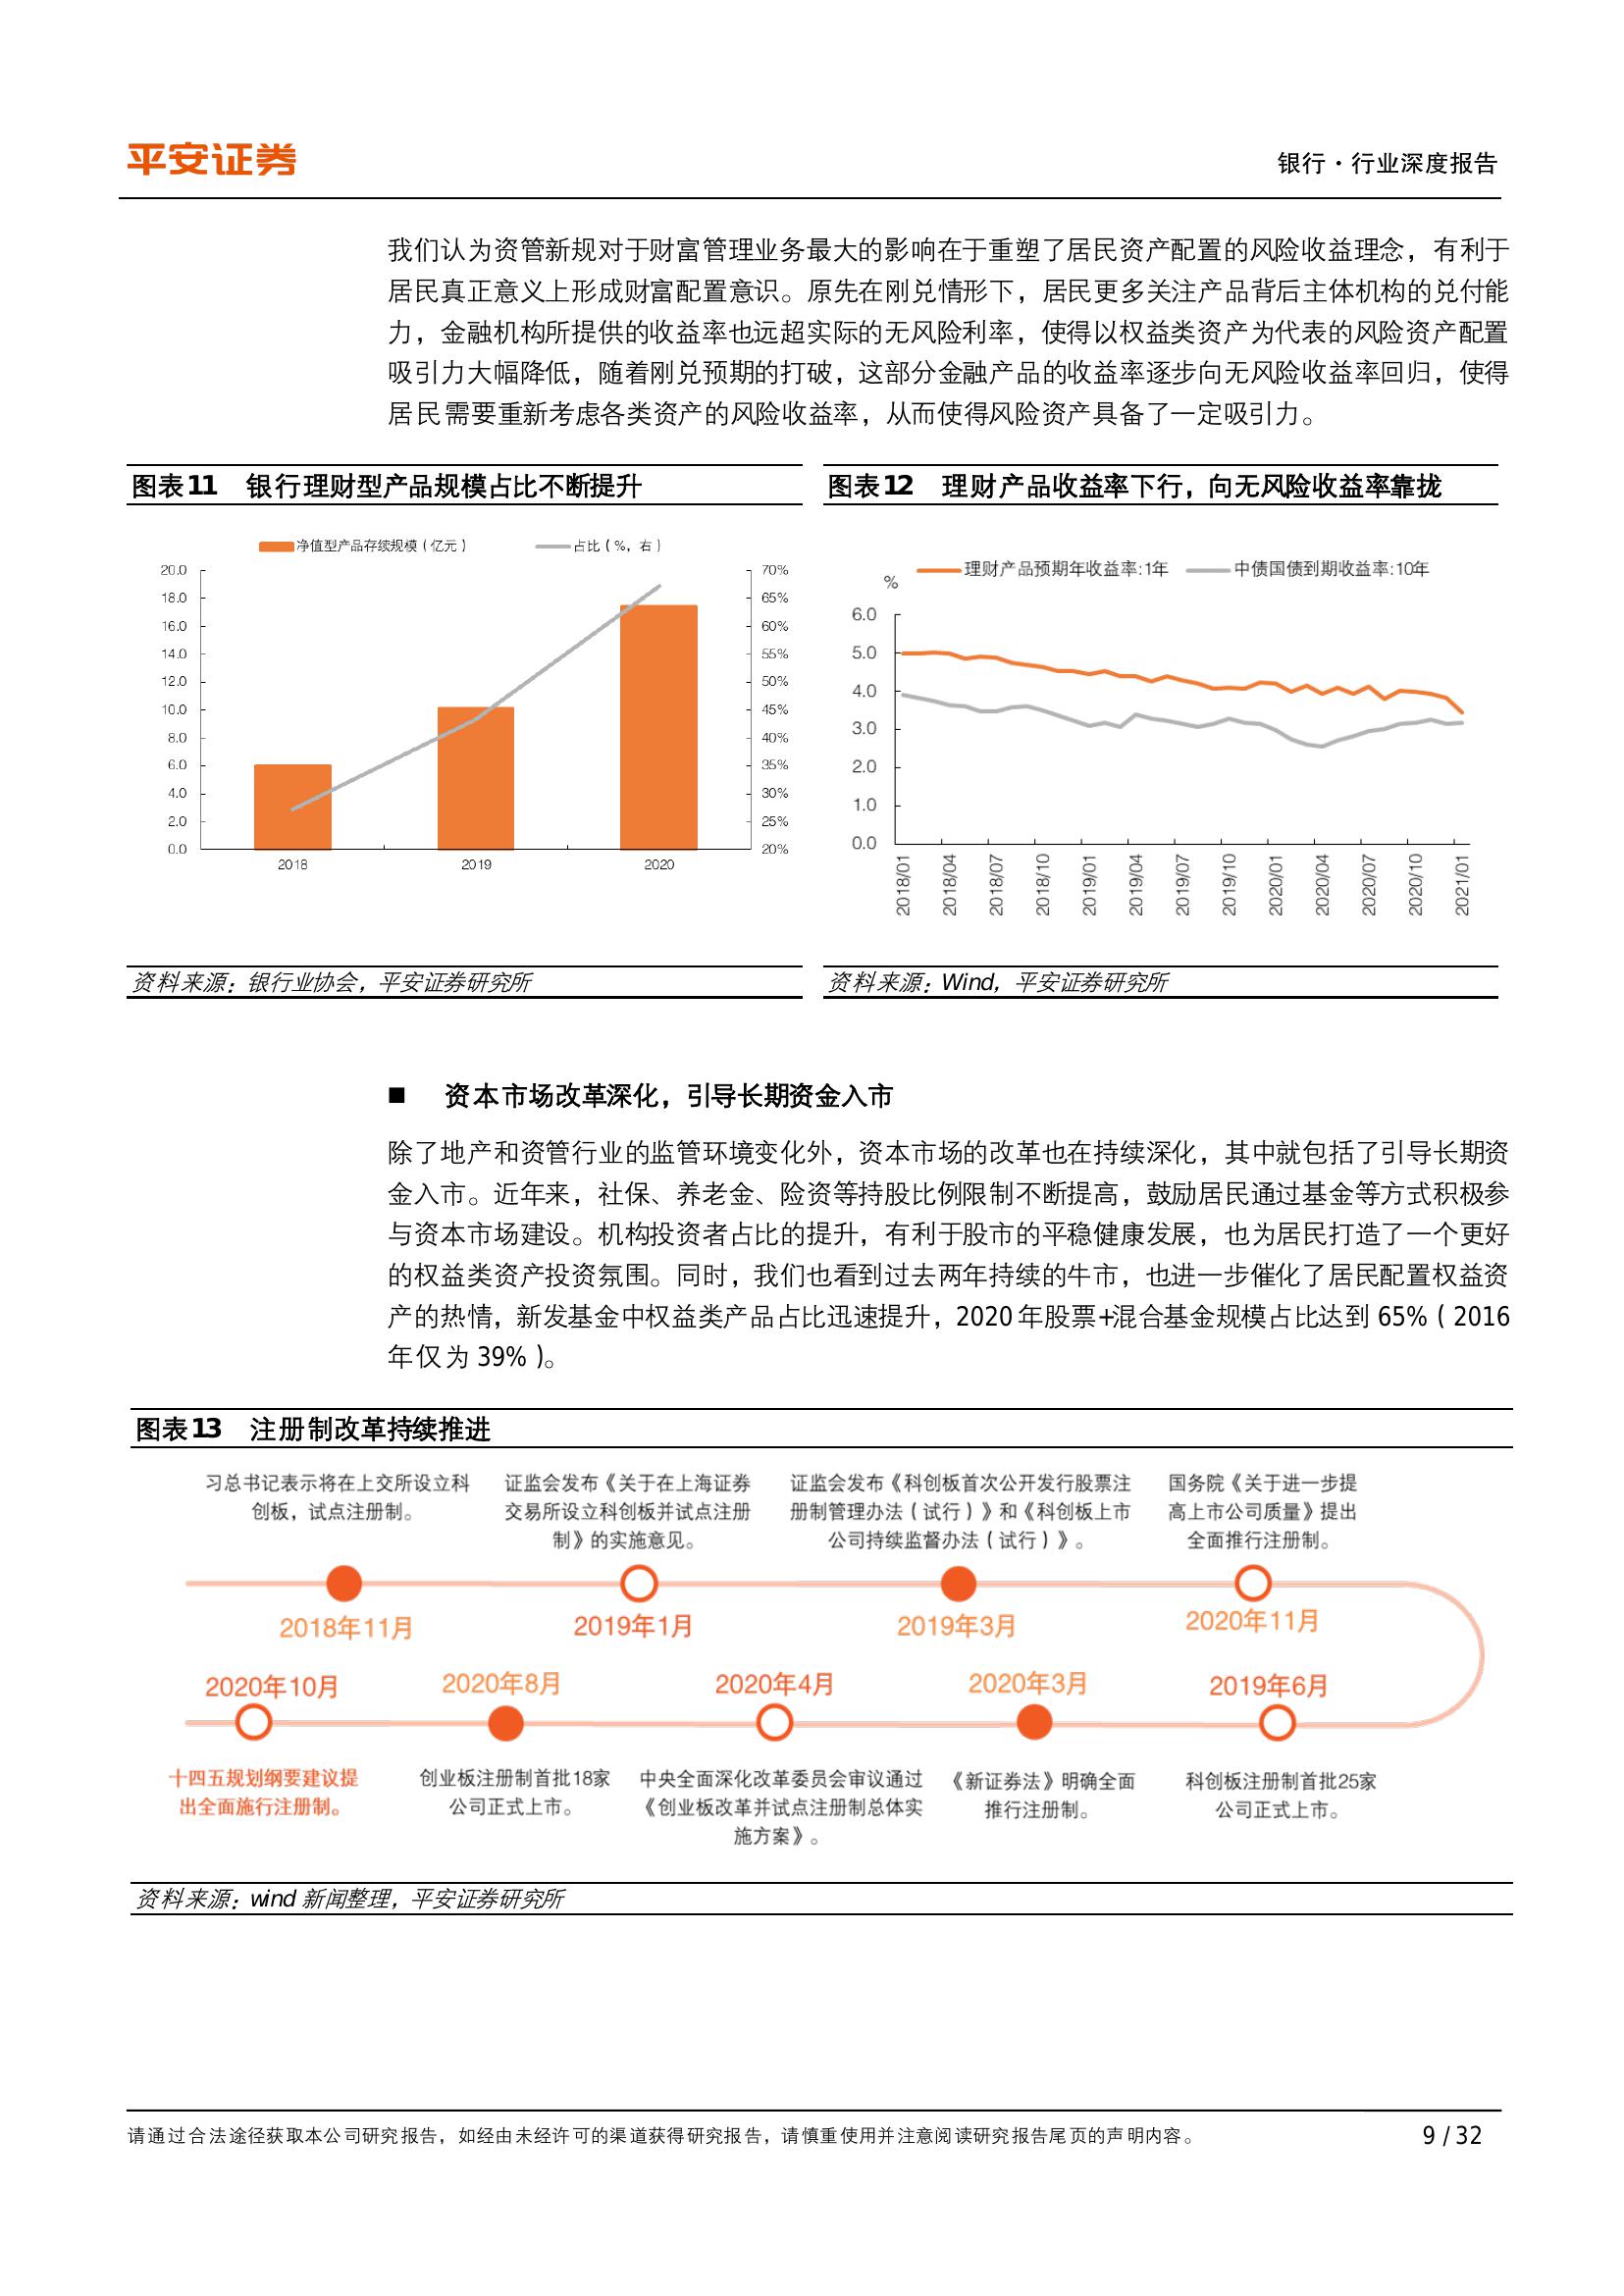 平安证券
银行·行业深度报告
我们认为资管新规对于财富管理业务最大的影响在于重塑了居民资产配置的风险收益理念，有利于
居民真正意义上形成财富配置意识。原先在刚兑情形下，居民更多关注产品背后主体机构的兑付能
力，金融机构所提供的收益率也远超实际的无风险利率，使得以权益类资产为代表的风险资产配置
吸引力大幅降低，随着刚兑预期的打破，这部分金融产品的收益率逐步向无风险收益率回归，使得
居民需要重新考虑各类资产的风险收益率，从而使得风险资产具备了一定吸引力。
图表11 银行理财型产品规模占比不断提升
净值型产品存续规模（亿元） 占比（%，右）
20.0
18.0
16.0
14.0
12.0
10.0
8.0
6.0
4.0
2.0
0.0
70%
65%
60%
55%
50%
45%
40%
35%
30%
25%
20%
2018 2019 2020
资料来源：银行业协会，平安证券研究所
图表12 理财产品收益率下行，向无风险收益率靠拢
理财产品预期年收益率:1年 中债国债到期收益率:10年
%
6.0
5.0
4.0
3.0
2.0
1.0
0.0
2018/01
2018/04
2018/07
2018/10
2019/01
2019/04
2019/07
2019/10
2020/01
2020/04
2020/07
2020/10
2021/01
资料来源：Wind，平安证券研究所
■ 资本市场改革深化，引导长期资金入市
除了地产和资管行业的监管环境变化外，资本市场的改革也在持续深化，其中就包括了引导长期资
金入市。近年来，社保、养老金、险资等持股比例限制不断提高，鼓励居民通过基金等方式积极参
与资本市场建设。机构投资者占比的提升，有利于股市的平稳健康发展，也为居民打造了一个更好
的权益类资产投资氛围。同时，我们也看到过去两年持续的牛市，也进一步催化了居民配置权益资
产的热情，新发基金中权益类产品占比迅速提升，2020 年股票+混合基金规模占比达到 65%（2016
年仅为 39%）。
图表13 注册制改革持续推进
习总书记表示将在上交所设立科
创板，试点注册制。
2018年11月
证监会发布《关于在上海证券
交易所设立科创板并试点注册
制》的实施意见。
2019年1月
证监会发布《科创板首次公开发行股票注
册制管理办法（试行）》和《科创板上市
公司持续监督办法（试行）》。
2019年3月
国务院《关于进一步提
高上市公司质量》提出
全面推行注册制。
2020年11月
2020年10月
十四五规划纲要建议提
出全面施行注册制。
2020年8月
创业板注册制首批18家
公司正式上市。
2020年4月
中央全面深化改革委员会审议通过
《创业板改革并试点注册制总体实
施方案》。
2020年3月
《新证券法》明确全面
推行注册制。
2019年6月
科创板注册制首批25家
公司正式上市。
资料来源：wind 新闻整理，平安证券研究所
请通过合法途径获取本公司研究报告，如经由未经许可的渠道获得研究报告，请慎重使用并注意阅读研究报告尾页的声明内容。
9 / 32